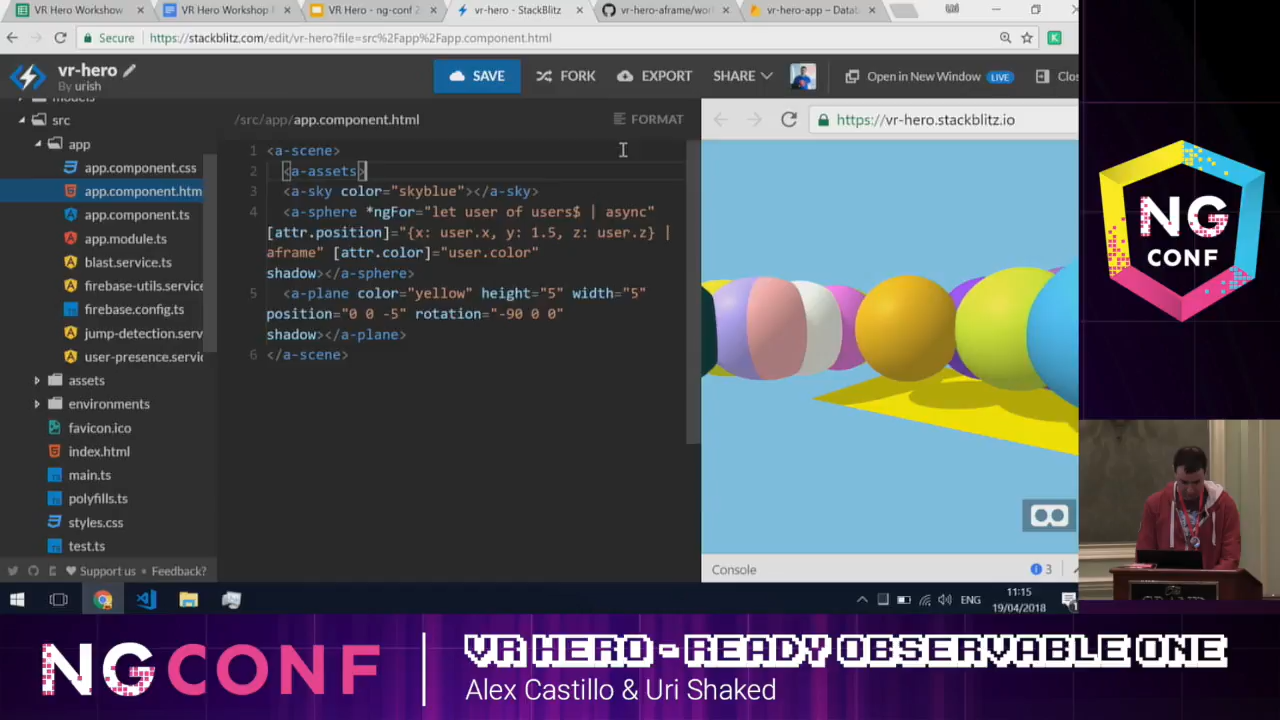 VR Hero Workshow
VR Hero Workshop
VR Hero - ng-conf 2
vr-hero - StackBlitz
vr-hero-aframe/wor
vr-hero-app – Data
Secure
https://stackblitz.com/edit/vr-hero?file=src%2Fapp%2Fapp.component.html
vr-hero
By urish
SAVE
FORK
EXPORT
SHARE
Open in New Window
LIVE
Clos
models
src
app
app.component.css
app.component.htm
app.component.ts
app.module.ts
blast.service.ts
firebase-utils.service
firebase.config.ts
jump-detection.serv
user-presence.servic
assets
environments
favicon.ico
index.html
main.ts
polyfills.ts
styles.css
test.ts
Support us • Feedback?
/src/app/app.component.html
FORMAT
1 <a-scene>
2 <a-assets>
3 <a-sky color="skyblue"></a-sky>
4 <a-sphere *ngFor="let user of users$ | async"
[attr.position]="{x: user.x, y: 1.5, z: user.z} |
aframe" [attr.color]="user.color"
shadow></a-sphere>
5 <a-plane color="yellow" height="5" width="5"
position="0 0 -5" rotation="-90 0 0"
shadow></a-plane>
6 </a-scene>
https://vr-hero.stackblitz.io
Console
3
ENG
11:15
19/04/2018
NG
CONF
NGCONF
VR HERO - READY OBSERVABLE ONE
Alex Castillo & Uri Shaked